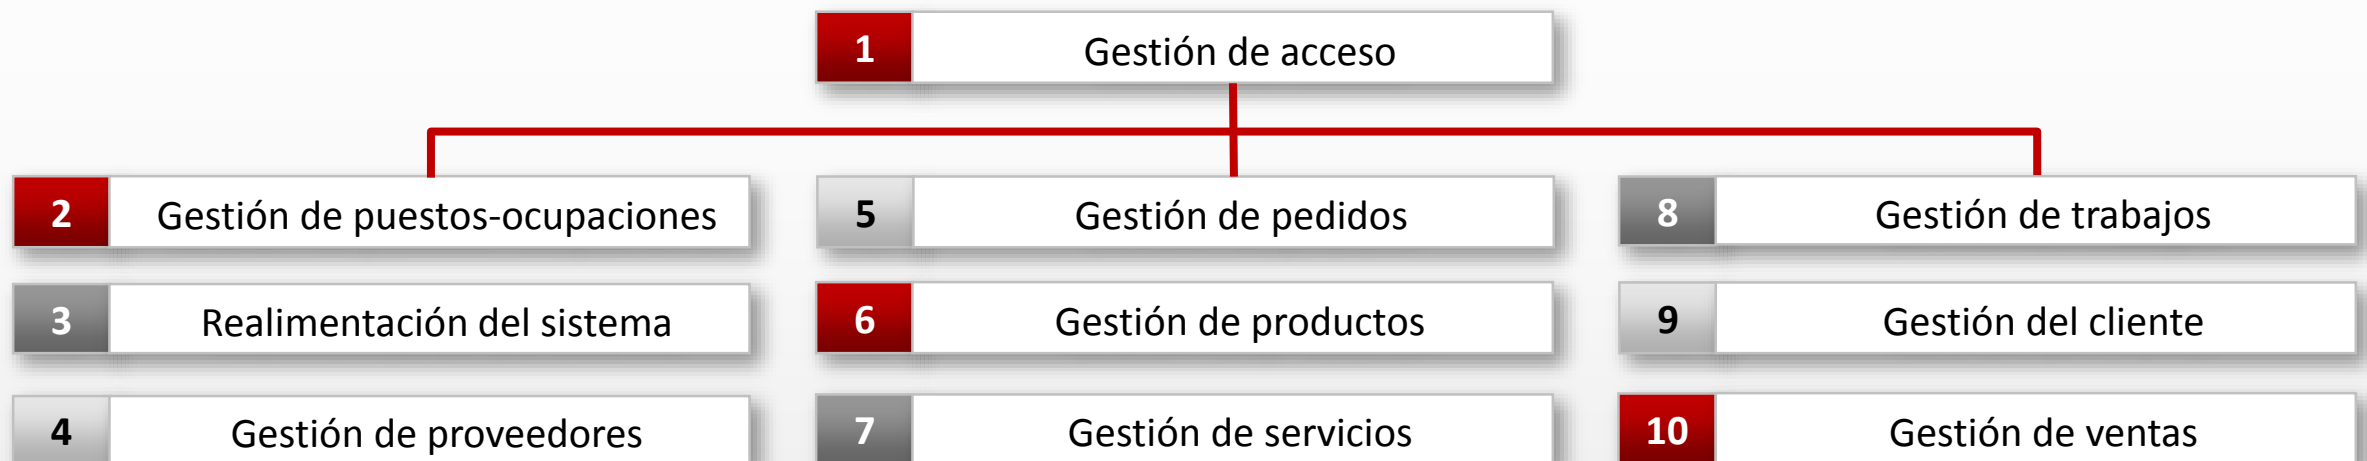 1 Gestión de acceso
2 Gestión de puestos-ocupaciones
3 Realimentación del sistema
4 Gestión de proveedores
5 Gestión de pedidos
6 Gestión de productos
7 Gestión de servicios
8 Gestión de trabajos
9 Gestión del cliente
10 Gestión de ventas